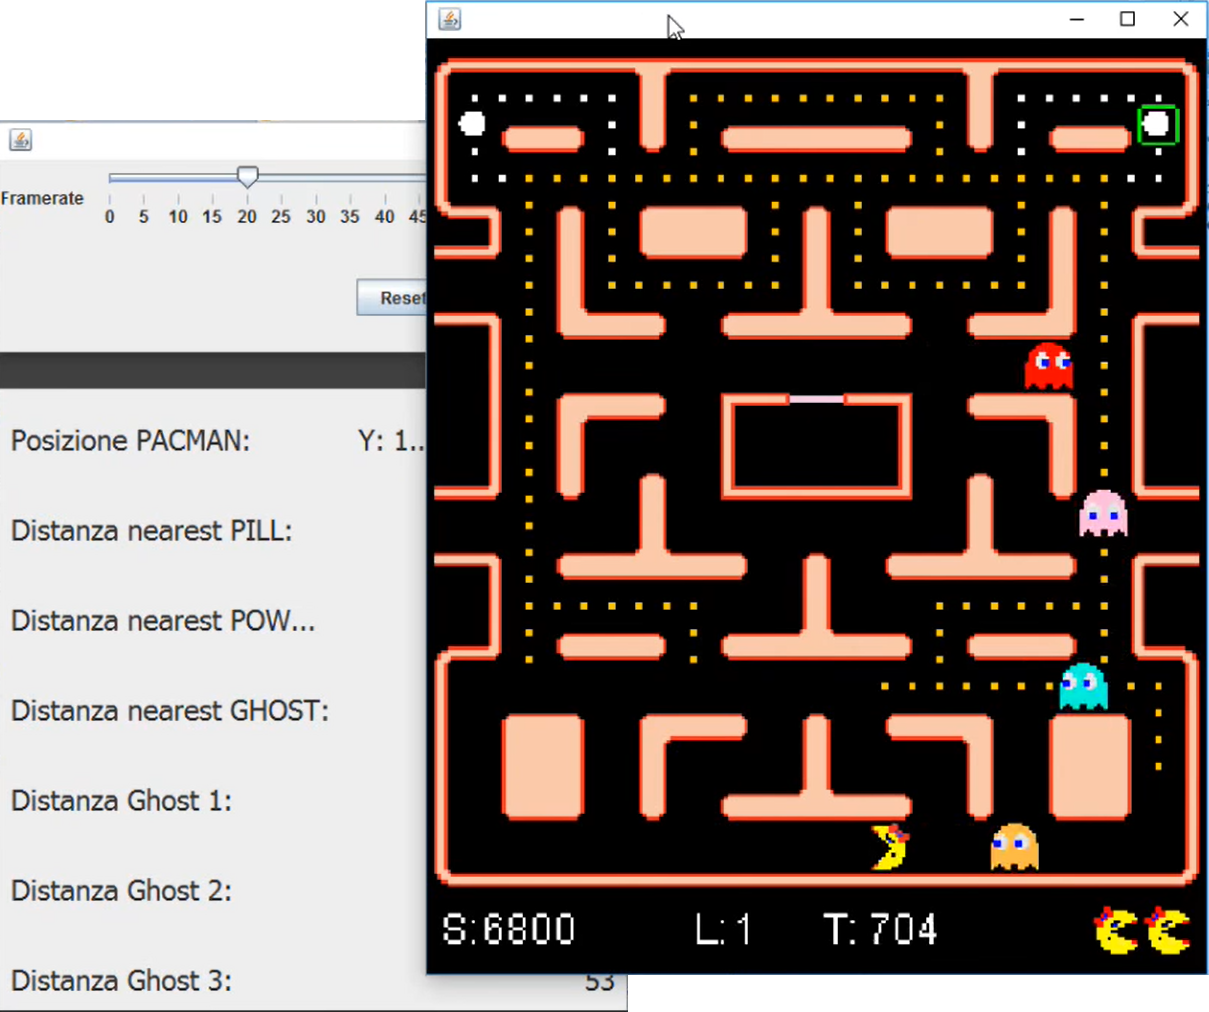 Framerate
0 5 10 15 20 25 30 35 40 45
Reset
Posizione PACMAN: Y: 1...
Distanza nearest PILL:
Distanza nearest POW...
Distanza nearest GHOST:
Distanza Ghost 1:
Distanza Ghost 2:
Distanza Ghost 3: 53
S:6800 L:1 T:704